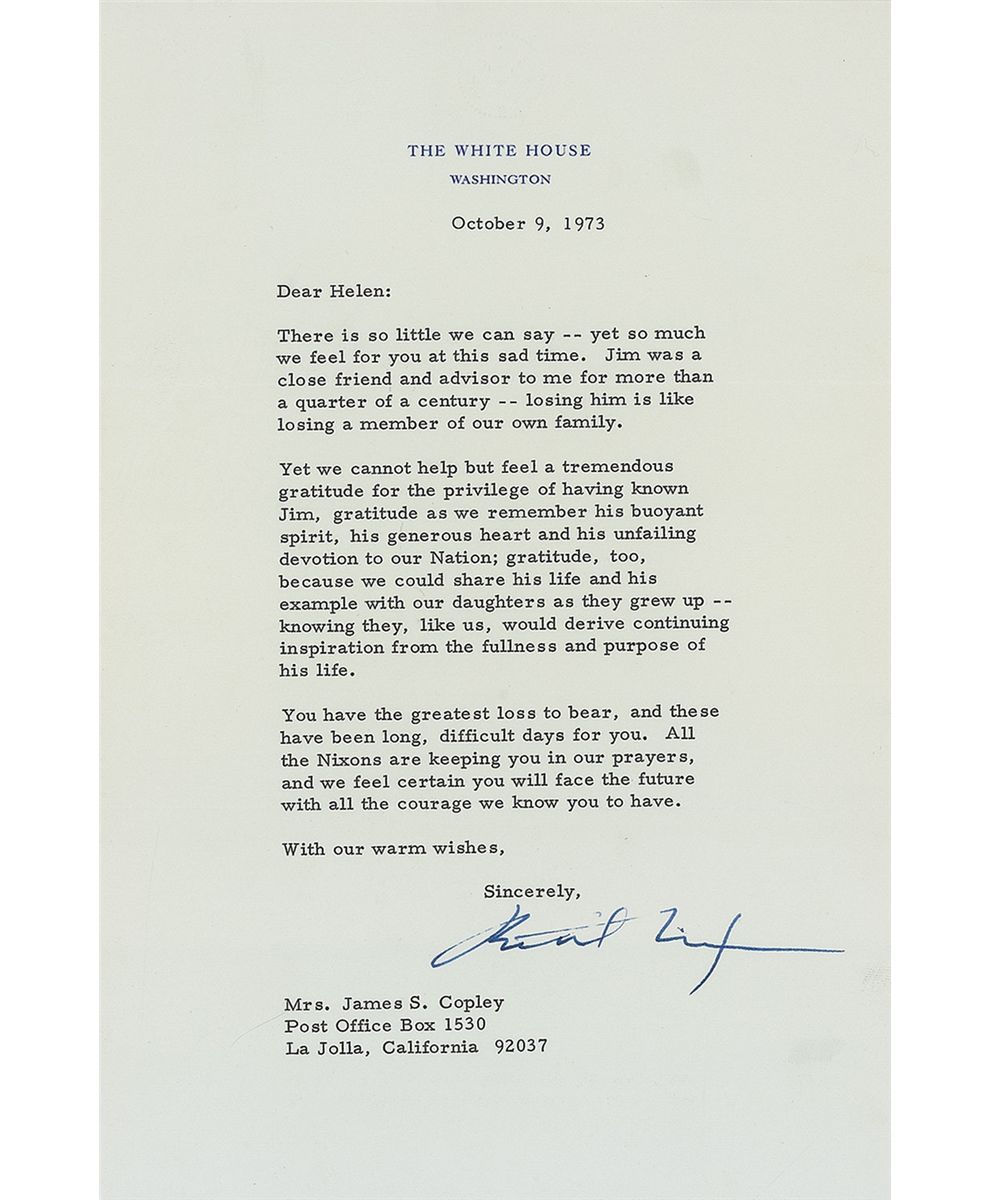 THE WHITE HOUSE
WASHINGTON
October 9, 1973
Dear Helen:
There is so little we can say -- yet so much
we feel for you at this sad time. Jim was a
close friend and advisor to me for more than
a quarter of a century -- losing him is like
losing a member of our own family.
Yet we cannot help but feel a tremendous
gratitude for the privilege of having known
Jim, gratitude as we remember his buoyant
spirit, his generous heart and his unfailing
devotion to our Nation; gratitude, too,
because we could share his life and his
example with our daughters as they grew up --
knowing they, like us, would derive continuing
inspiration from the fullness and purpose of
his life.
You have the greatest loss to bear, and these
have been long, difficult days for you. All
the Nixons are keeping you in our prayers,
and we feel certain you will face the future
with all the courage we know you to have.
With our warm wishes,
Sincerely,
Mrs. James S. Copley
Post Office Box 1530
La Jolla, California 92037